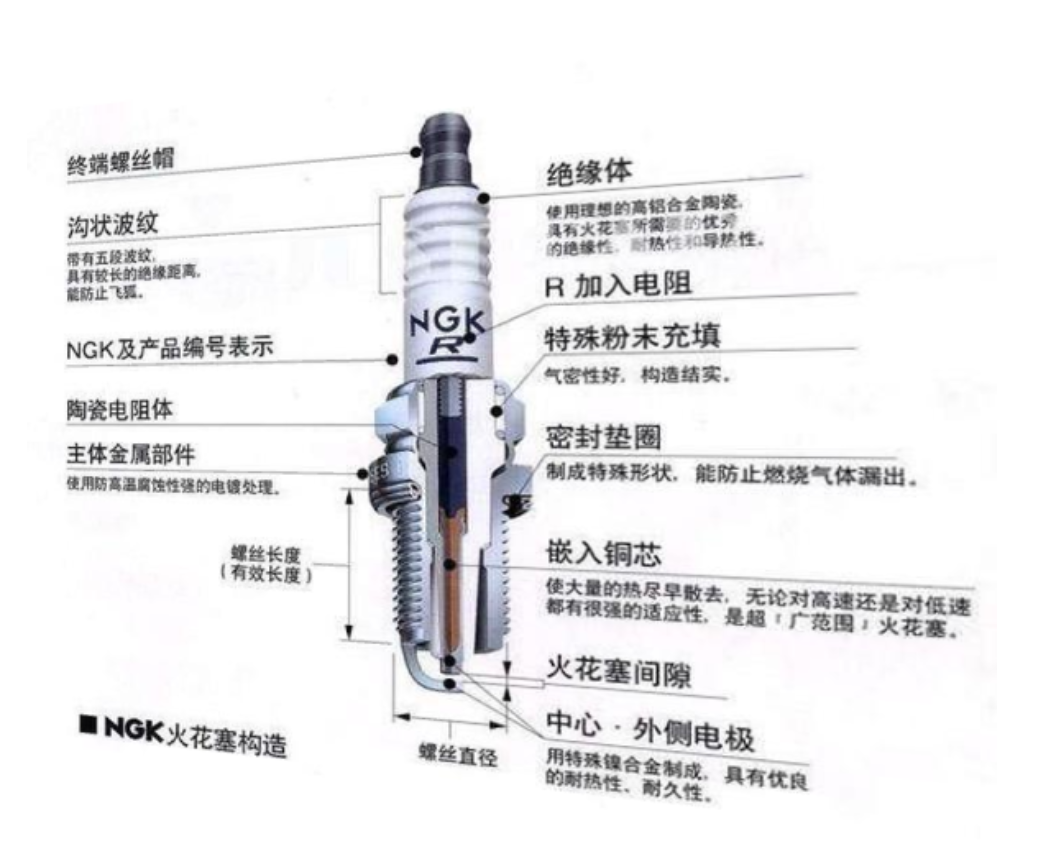 终端螺丝帽
沟状波纹
带有五段波纹,
具有较长的绝缘距离,
能防止飞狐。
NGK及产品编号表示
陶瓷电阻体
主体金属部件
使用防高温腐蚀性强的电镀处理。
螺丝长度
(有效长度)
■NGK火花塞构造
NGK
R
绝缘体
使用理想的高铝合金陶瓷,
具有火花塞所需要的优秀
的绝缘性, 耐热性和导热性。
R 加入电阻
特殊粉末充填
气密性好, 构造结实。
密封垫圈
制成特殊形状, 能防止燃烧气体漏出。
嵌入铜芯
使大量的热尽早散去, 无论对高速还是对低速
都有很强的适应性, 是超「广范围」火花塞。
火花塞间隙
中心·外侧电极
用特殊镍合金制成, 具有优良
的耐热性、耐久性。
螺丝直径